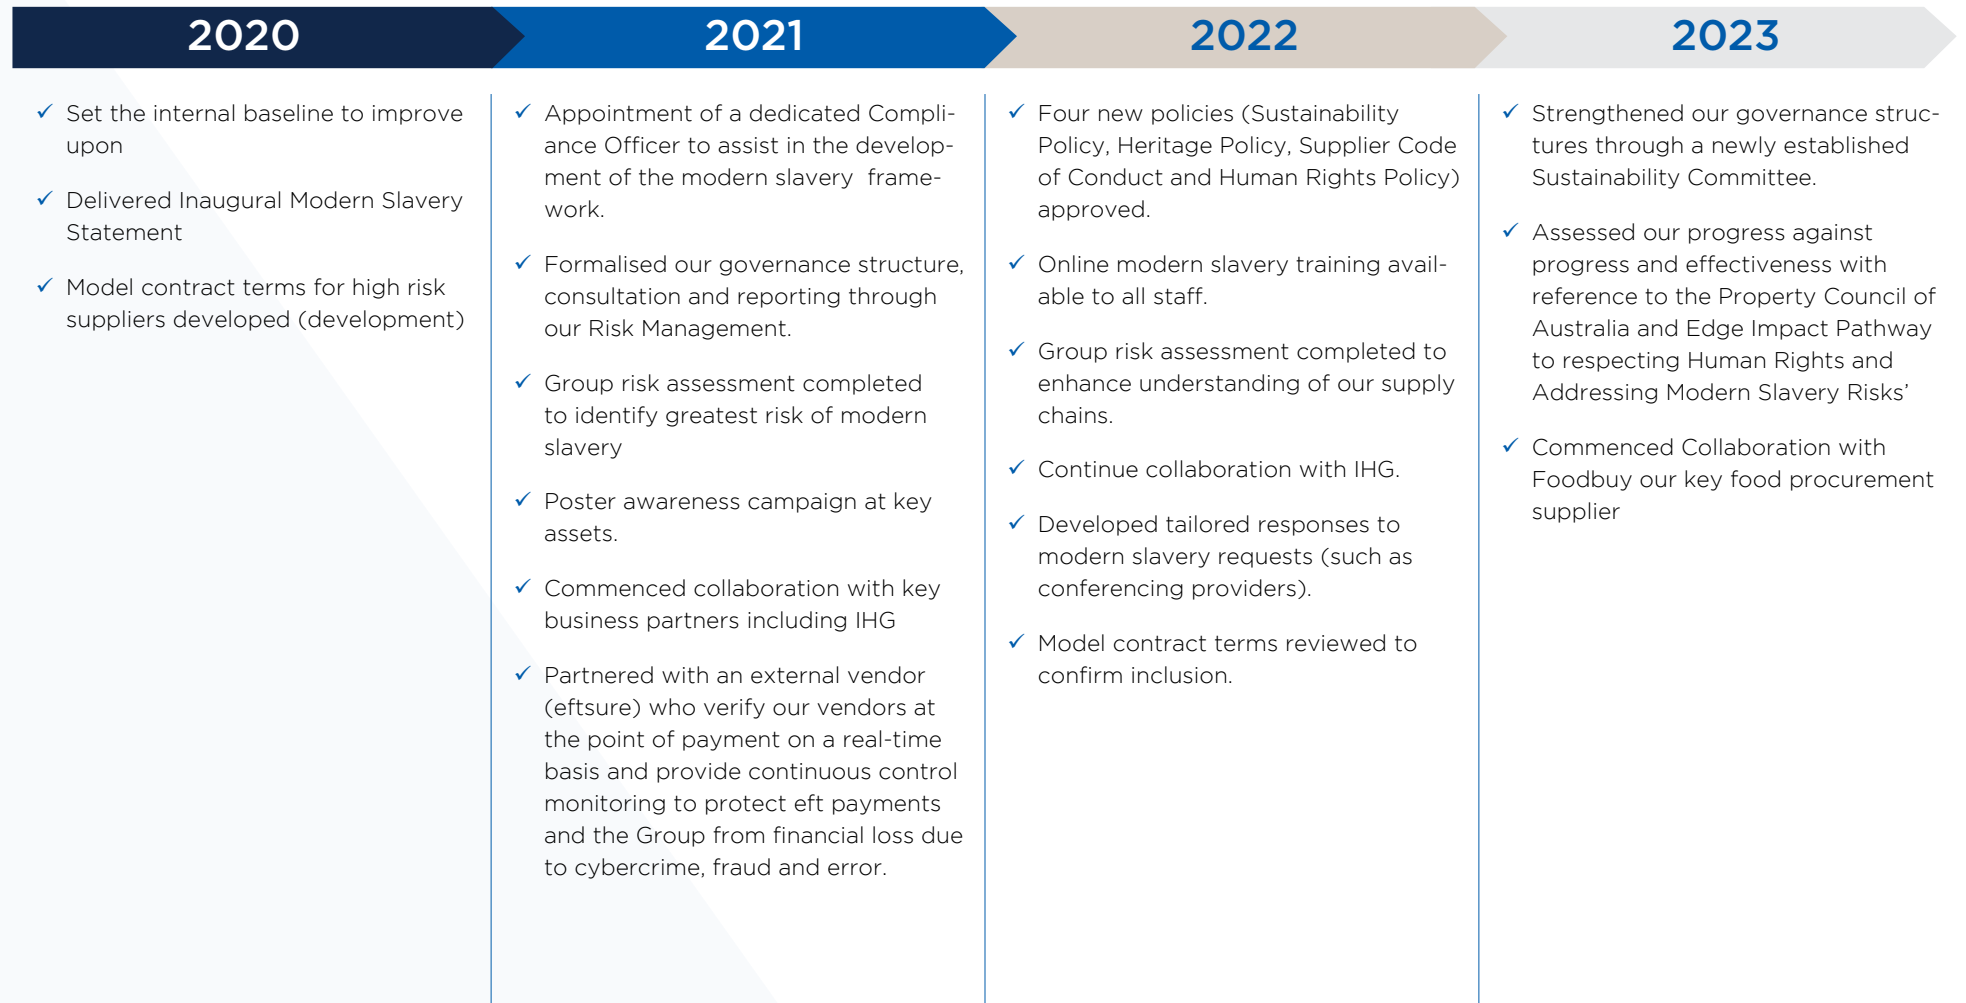 2020
2021
2022
2023
Set the internal baseline to improve
upon
Delivered Inaugural Modern Slavery
Statement
Model contract terms for high risk
suppliers developed (development)
Appointment of a dedicated Compli-
ance Officer to assist in the develop-
ment of the modern slavery  frame-
work.
Formalised our governance structure,
consultation and reporting through
our Risk Management.
Group risk assessment completed
to identify greatest risk of modern
slavery
Poster awareness campaign at key
assets.
Commenced collaboration with key
business partners including IHG
Partnered with an external vendor
(eftsure) who verify our vendors at
the point of payment on a real-time
basis and provide continuous control
monitoring to protect eft payments
and the Group from financial loss due
to cybercrime, fraud and error.
Four new policies (Sustainability
Policy, Heritage Policy, Supplier Code
of Conduct and Human Rights Policy)
approved.
Online modern slavery training avail-
able to all staff.
Group risk assessment completed to
enhance understanding of our supply
chains.
Continue collaboration with IHG.
Developed tailored responses to
modern slavery requests (such as
conferencing providers).
Model contract terms reviewed to
confirm inclusion.
Strengthened our governance struc-
tures through a newly established
Sustainability Committee.
Assessed our progress against
progress and effectiveness with
reference to the Property Council of
Australia and Edge Impact Pathway
to respecting Human Rights and
Addressing Modern Slavery Risks’
Commenced Collaboration with
Foodbuy our key food procurement
supplier